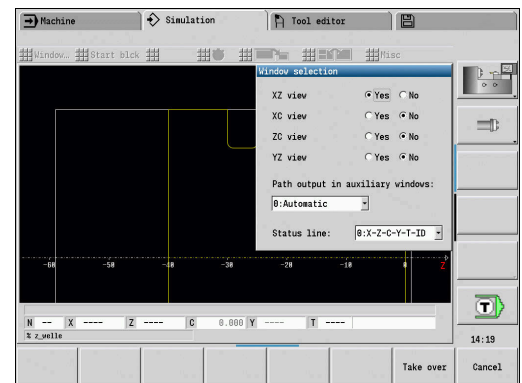 Machine Simulation Tool editor
Window... Start blck Misc
Window selection
XZ view Yes No
XC view Yes No
ZC view Yes No
YZ view Yes No
Path output in auxiliary windows:
0:Automatic
Status line: 0:X-Z-C-Y-T-ID
-60 -50 -40 -30 -20 -10 0 Z
N -- X ---- Z ---- C 0.000 Y ---- T ----
% z_welle
T
14:19
Take over Cancel